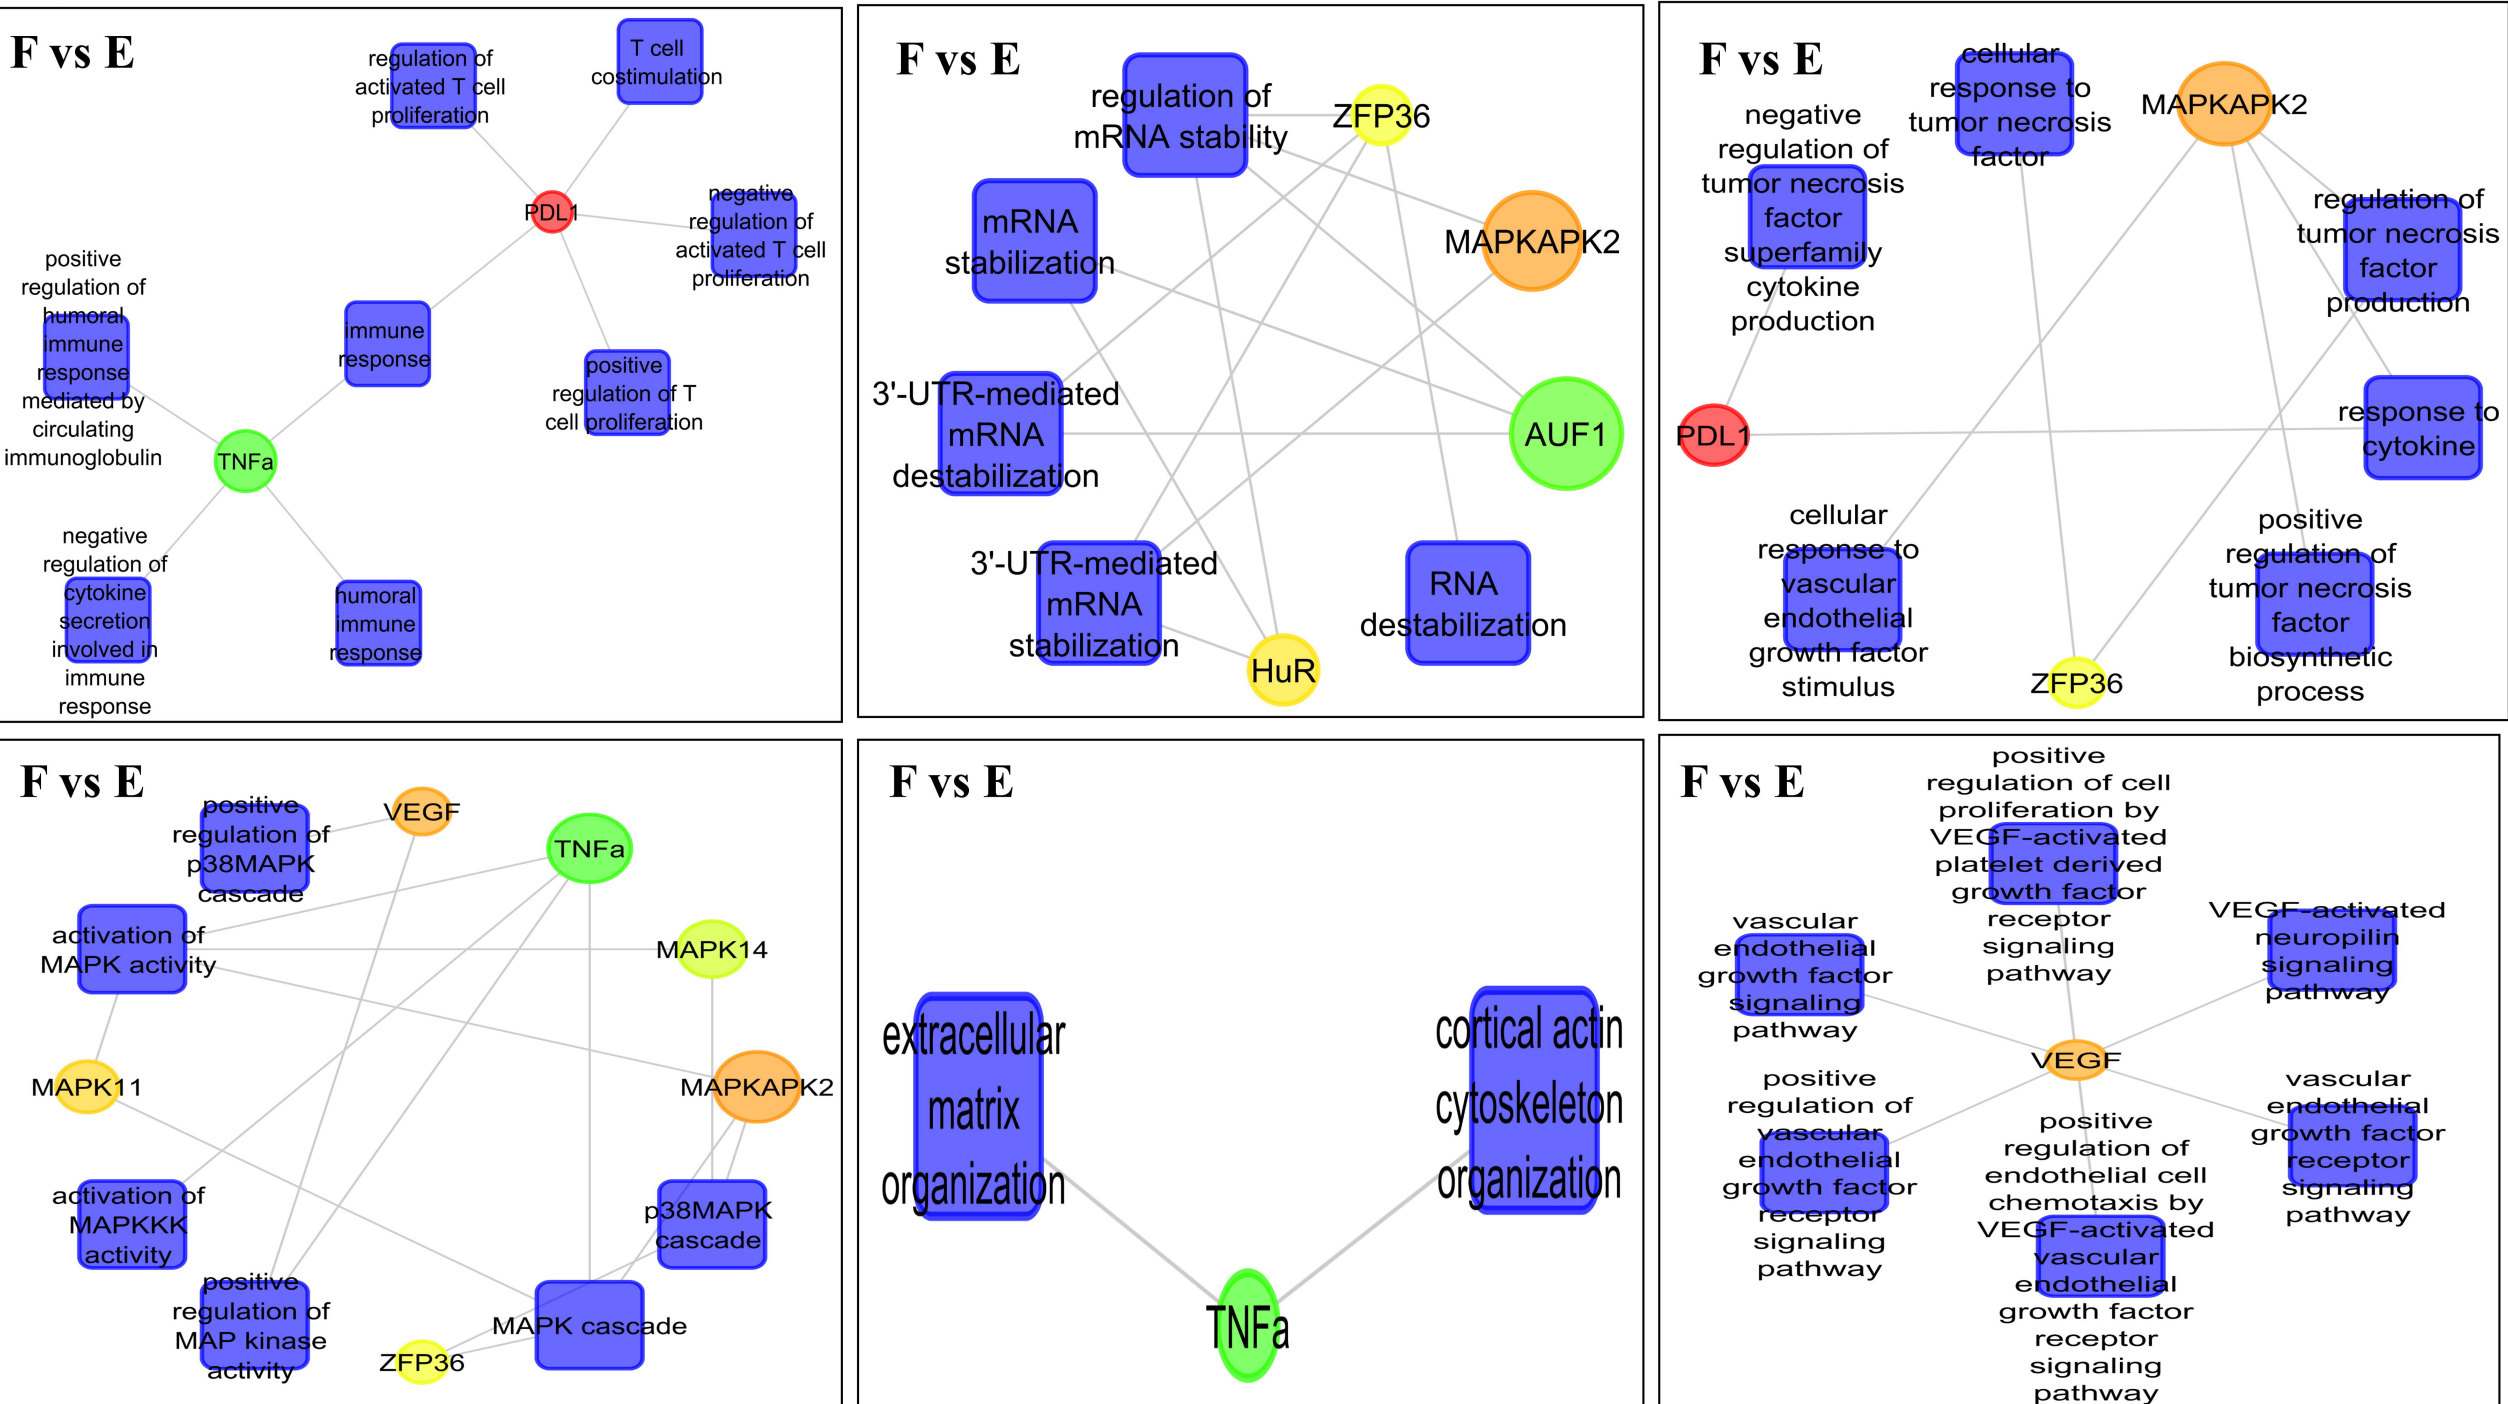 F vs E
regulation of
activated T cell
proliferation
T cell
costimulation
PDL1
negative
regulation of
activated T cell
proliferation
positive
regulation of
humoral
immune
response
mediated by
circulating
immunoglobulin
immune
response
positive
regulation of T
cell proliferation
TNFa
negative
regulation of
cytokine
secretion
involved in
immune
response
humoral
immune
response
F vs E
regulation of
mRNA stability
ZFP36
mRNA
stabilization
MAPKAPK2
3'-UTR-mediated
mRNA
destabilization
AUF1
3'-UTR-mediated
mRNA
stabilization
RNA
destabilization
HuR
F vs E
cellular
response to
tumor necrosis
factor
MAPKAPK2
negative
regulation of
tumor necrosis
factor
superfamily
cytokine
production
regulation of
tumor necrosis
factor
production
PDL1
response to
cytokine
cellular
response to
vascular
endothelial
growth factor
stimulus
positive
regulation of
tumor necrosis
factor
biosynthetic
process
ZFP36
F vs E
positive
regulation of
p38MAPK
cascade
VEGF
TNFa
activation of
MAPK activity
MAPK14
MAPK11
MAPKAPK2
activation of
MAPKKK
activity
p38MAPK
cascade
positive
regulation of
MAP kinase
activity
MAPK cascade
ZFP36
F vs E
extracellular
matrix
organization
cortical actin
cytoskeleton
organization
TNFa
F vs E
positive
regulation of cell
proliferation by
VEGF-activated
platelet derived
growth factor
receptor
signaling
pathway
vascular
endothelial
growth factor
signaling
pathway
VEGF-activated
neuropilin
signaling
pathway
VEGF
positive
regulation of
vascular
endothelial
growth factor
receptor
signaling
pathway
positive
regulation of
endothelial cell
chemotaxis by
VEGF-activated
vascular
endothelial
growth factor
receptor
signaling
pathway
vascular
endothelial
growth factor
receptor
signaling
pathway